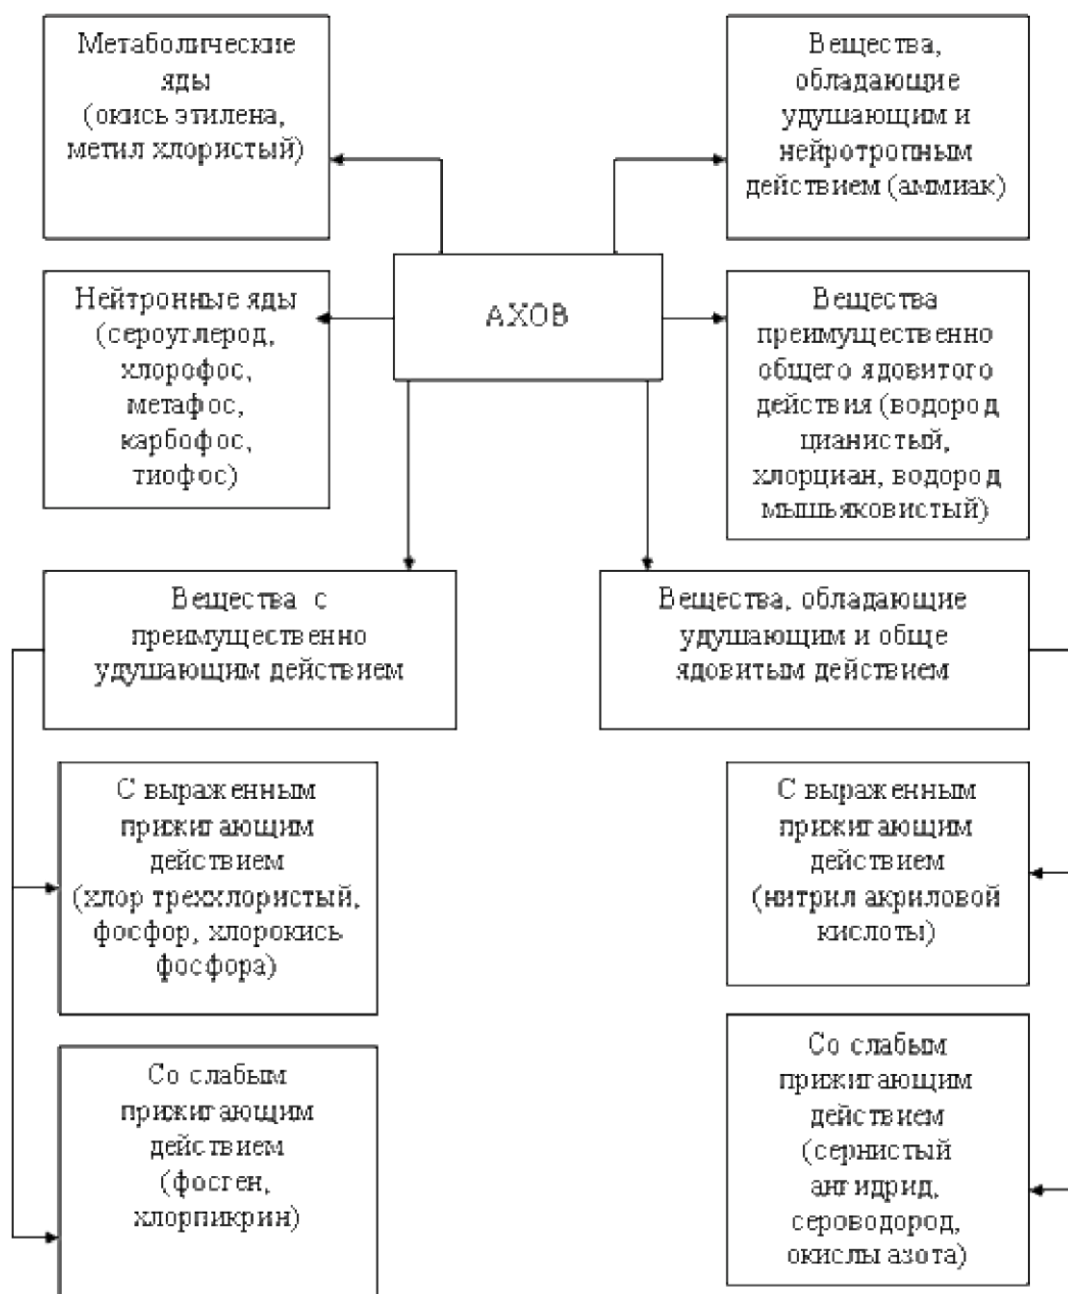 Метаболические
яды
(окись этилена,
метил хлористый)
Вещества,
обладающие
удушающим и
нейротропным
действием (аммиак)
АХОВ
Нейтронные яды
(сероуглерод,
хлорофос,
метафос,
карбофос,
тиофос)
Вещества
преимущественно
общего ядовитого
действия (водород
цианистый,
хлорциан, водород
мышьяковистый)
Вещества с
преимущественно
удушающим действием
Вещества, обладающие
удушающим и обще
ядовитым действием
С выраженным
прижигающим
действием
(хлор треххлористый,
фосфор, хлорокись
фосфора)
С выраженным
прижигающим
действием
(нитрил акриловой
кислоты)
Со слабым
прижигающим
действием
(фосген,
хлорпикрин)
Со слабым
прижигающим
действием
(сернистый
ангидрид,
сероводород,
окислы азота)